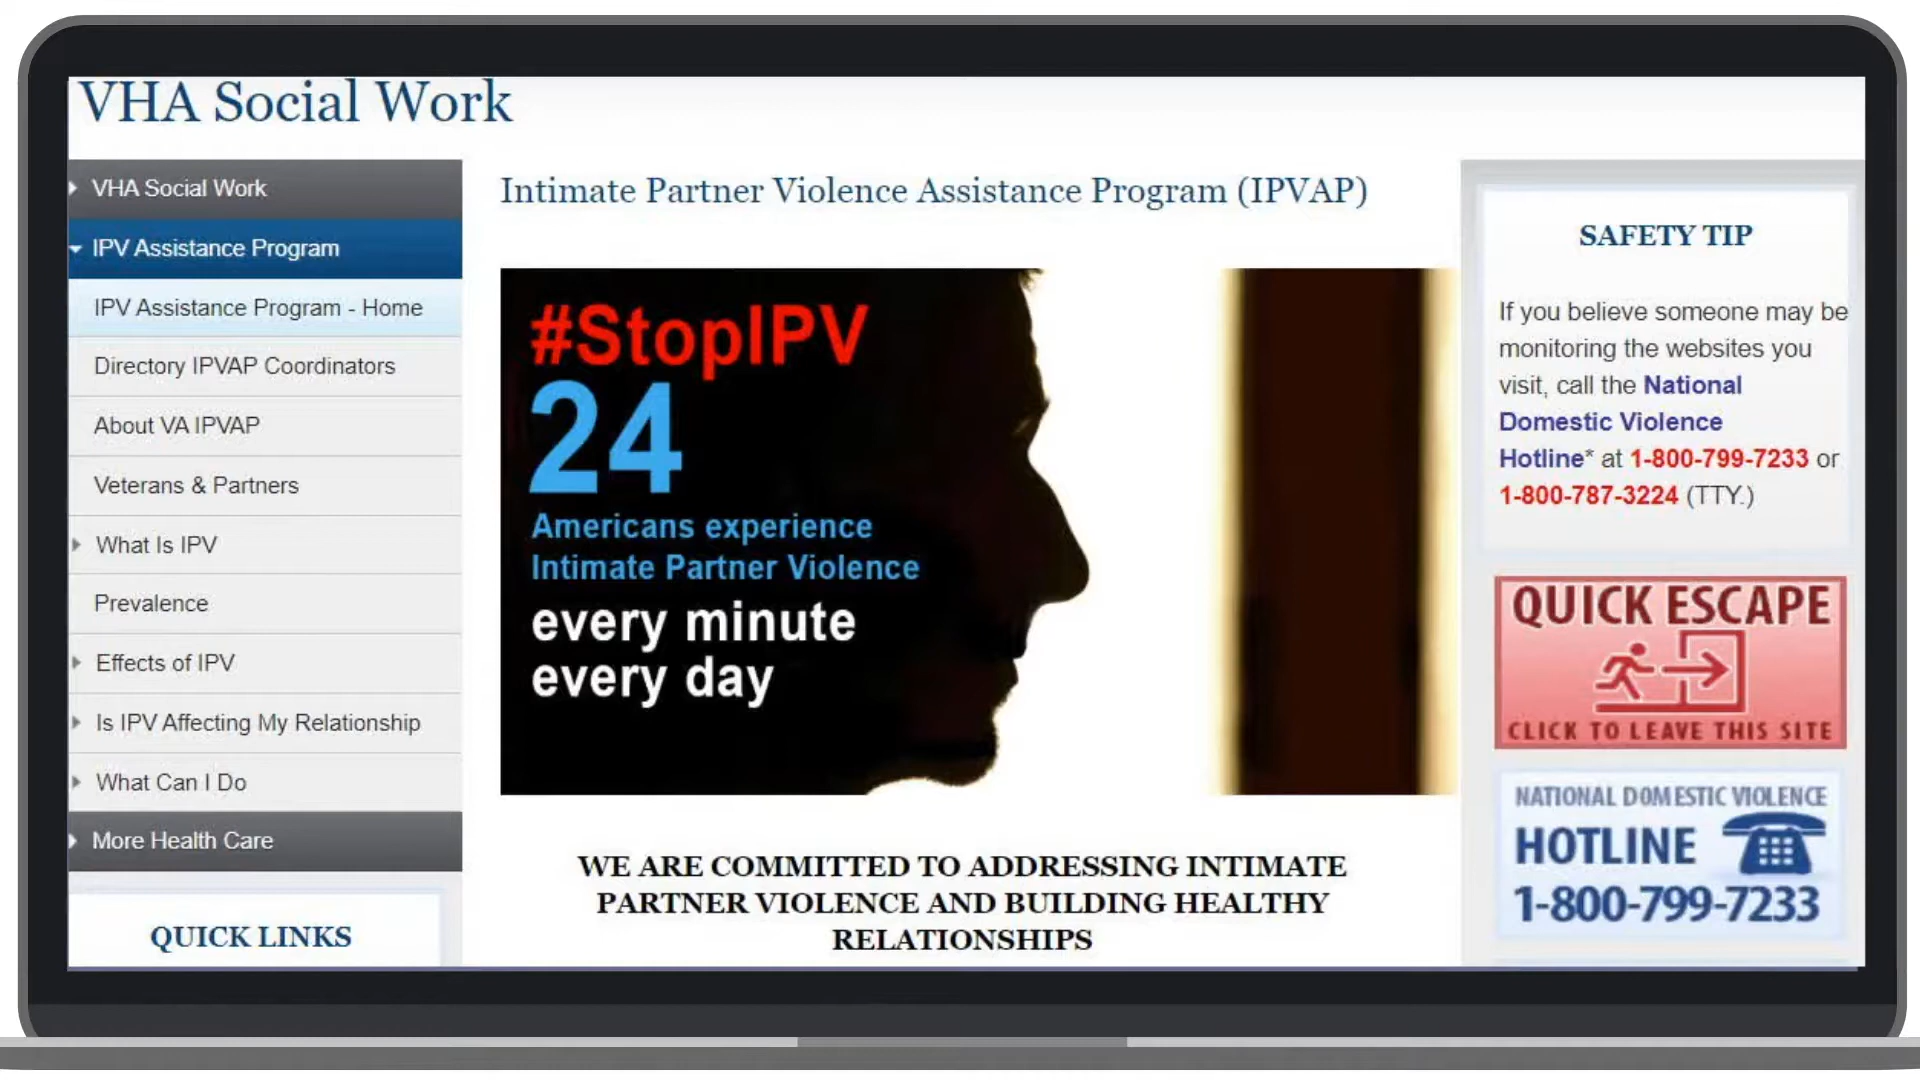 VHA Social Work
VHA Social Work
IPV Assistance Program
IPV Assistance Program - Home
Directory IPVAP Coordinators
About VA IPVAP
Veterans & Partners
What Is IPV
Prevalence
Effects of IPV
Is IPV Affecting My Relationship
What Can I Do
More Health Care
QUICK LINKS
Intimate Partner Violence Assistance Program (IPVAP)
#StopIPV
24
Americans experience
Intimate Partner Violence
every minute
every day
WE ARE COMMITTED TO ADDRESSING INTIMATE
PARTNER VIOLENCE AND BUILDING HEALTHY
RELATIONSHIPS
SAFETY TIP
If you believe someone may be
monitoring the websites you
visit, call the National
Domestic Violence
Hotline* at 1-800-799-7233 or
1-800-787-3224 (TTY.)
QUICK ESCAPE
CLICK TO LEAVE THIS SITE
NATIONAL DOMESTIC VIOLENCE
HOTLINE
1-800-799-7233